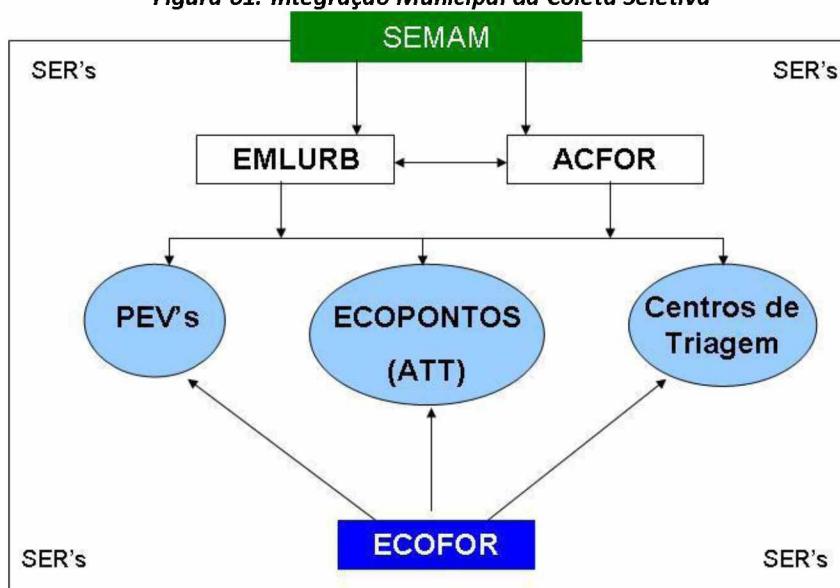 Figura 61: Integração Municipal da Coleta Seletiva
SEMAM
SER's
SER's
EMLURB
ACFOR
PEV's
ECOPONTOS
(ATT)
Centros de
Triagem
ECOFOR
SER's
SER's